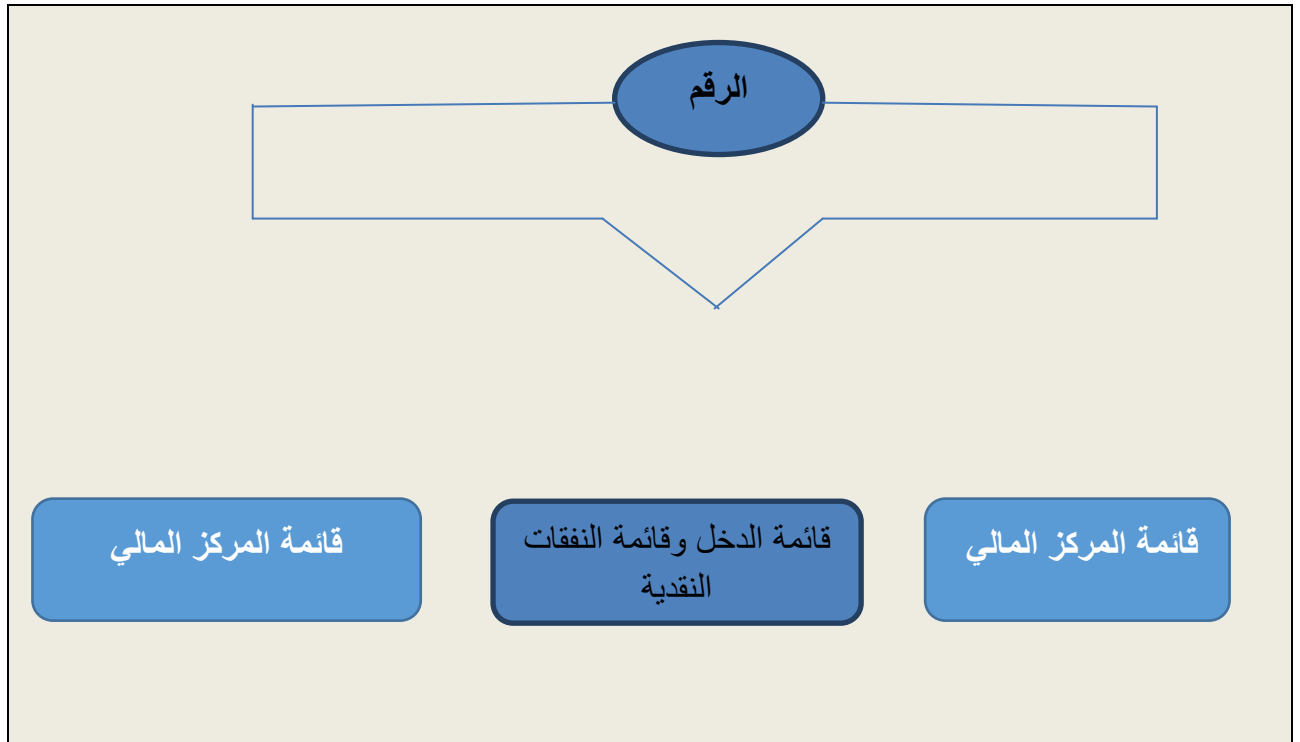 الرقم
قائمة المركز المالي
قائمة الدخل وقائمة النفقات
النقدية
قائمة المركز المالي